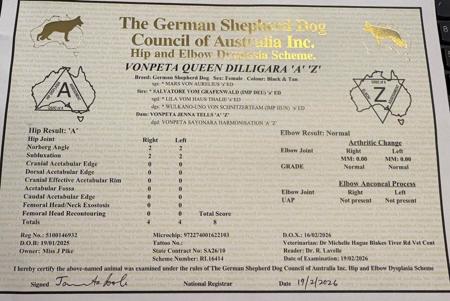 The German Shepherd Dog
Council of Australia Inc.
Hip and Elbow Dysplasia Scheme.
VONPETA QUEEN DILLIGARA 'A' 'Z'
Breed: German Shepherd Dog Sex: Female Colour: Black & Tan
sgs: * MARS VON AURELIUS 'a' ED
Sire: * SALVATORE VOM GRAFENWALD (IMP DEU) 'a' ED
sgd: * LILA VOM HAUS THALIE 'a' ED
dgs: * WULKANO-UNO VON SCINITZERTEAM (IMP HUN) 'a' ED
Dam: VONPETA JENNA TELLS 'A' 'Z'
dgd: VONPETA SAYONARA HARMONISATION 'A' 'Z'
A
Z
Hip Result: 'A'
Hip Joint Right Left
Norberg Angle 2 2
Subluxation 2 2
Cranial Acetabular Edge 0 0
Dorsal Acetabular Edge 0 0
Cranial Effective Acetabular Rim 0 0
Acetabular Fossa 0 0
Caudal Acetabular Edge 0 0
Femoral Head/Neck Exostosis 0 0
Femoral Head Recontouring 0 0 Total Score
Totals 4 4 8
Elbow Result: Normal
Arthritic Change
Elbow Joint Right Left
MM: 0.00 MM: 0.00
GRADE Normal Normal
Elbow Anconeal Process
Elbow Joint Right Left
UAP Not present Not present
Reg No.: 5100146932 Microchip: 972274001622103 D.O.X.: 16/02/2026
D.O.B: 19/01/2025 Tattoo No.: Veterinarian: Dr Michelle Hague Blakes Tiver Rd Vet Cent
Owner: Miss J Pike State Contract No: SA26/10 Reader: Dr. R. Lavelle
Scheme Number: RL16414 Date of Examination: 19/02/2026
I hereby certify the above-named animal was examined under the rules of The German Shepherd Dog Council of Australia Inc. Hip and Elbow Dysplasia Scheme
Signed National Registrar Date 19/2/2026